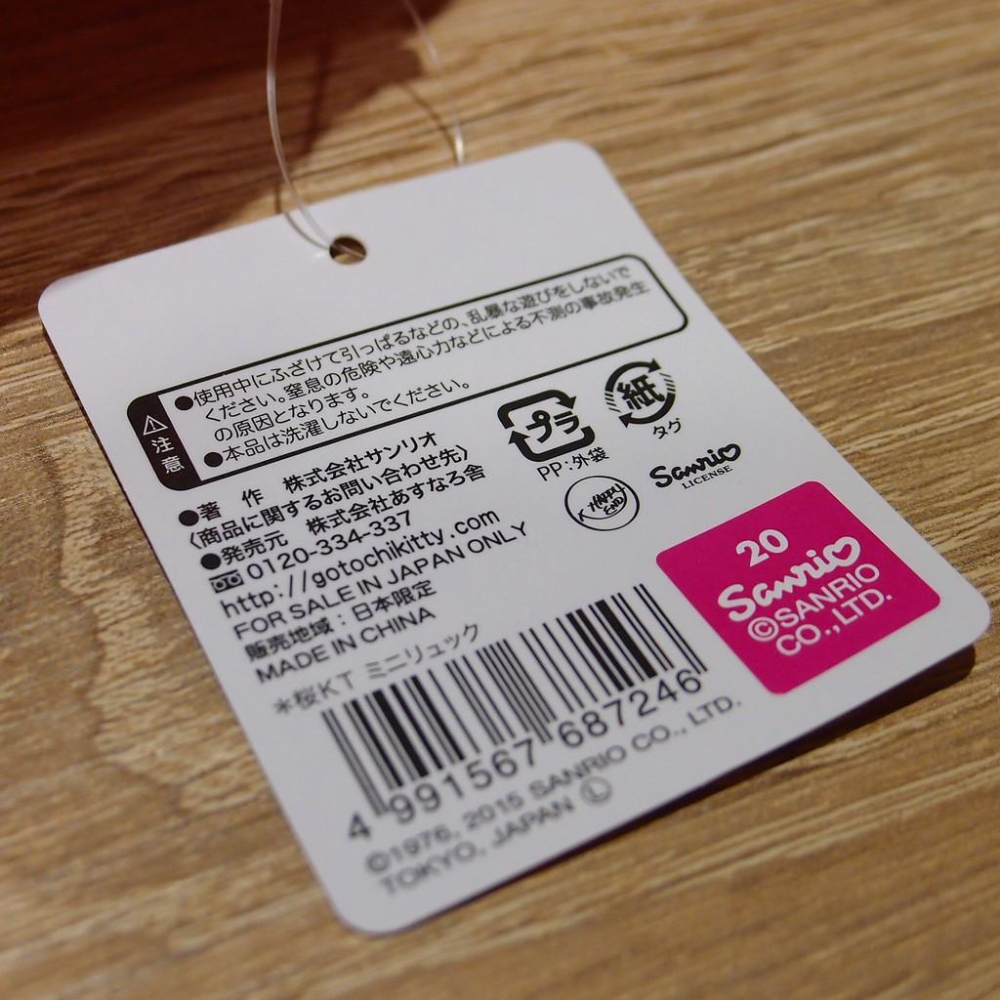 注意
●使用中にふざけて引っぱるなどの、乱暴な遊びをしないで
ください。窒息の危険や遠心力などによる不測の事故発生
の原因となります。
●本品は洗濯しないでください。
プラ
PP:外袋
紙
タグ
●著 作 株式会社サンリオ
〈商品に関するお問い合わせ先〉
●発売元 株式会社あすなろ舎
0120-334-337
http://gotochikitty.com
FOR SALE IN JAPAN ONLY
販売地域:日本限定
MADE IN CHINA
HAPPY
END
Sanrio
LICENSE
20
Sanrio
©SANRIO
CO.,LTD.
*桜KT ミニリュック
4 991567 687246
©1976, 2015 SANRIO CO., LTD.
TOKYO, JAPAN Ⓛ